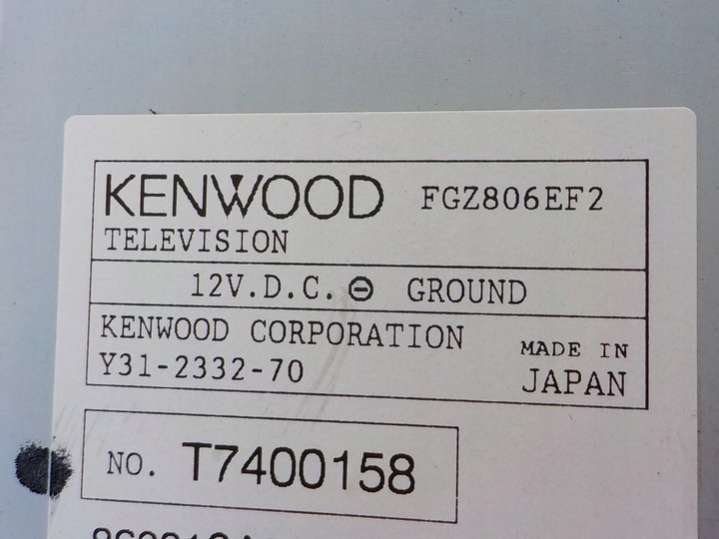 KENWOOD FGZ806EF2
TELEVISION
12V.D.C. ⊖ GROUND
KENWOOD CORPORATION
Y31-2332-70
MADE IN
JAPAN
NO. T7400158